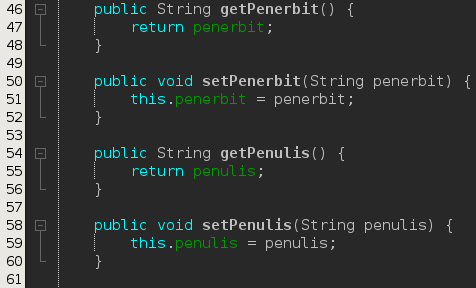 46 public String getPenerbit() {
47 return penerbit;
48 }
49
50 public void setPenerbit(String penerbit) {
51 this.penerbit = penerbit;
52 }
53
54 public String getPenulis() {
55 return penulis;
56 }
57
58 public void setPenulis(String penulis) {
59 this.penulis = penulis;
60 }
61